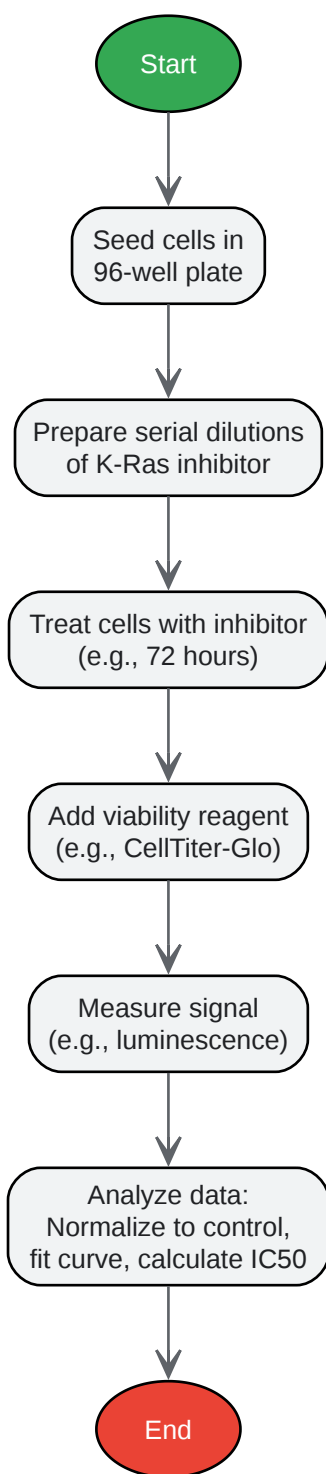 Start
Seed cells in
96-well plate
Prepare serial dilutions
of K-Ras inhibitor
Treat cells with inhibitor
(e.g., 72 hours)
Add viability reagent
(e.g., CellTiter-Glo)
Measure signal
(e.g., luminescence)
Analyze data:
Normalize to control,
fit curve, calculate IC50
End